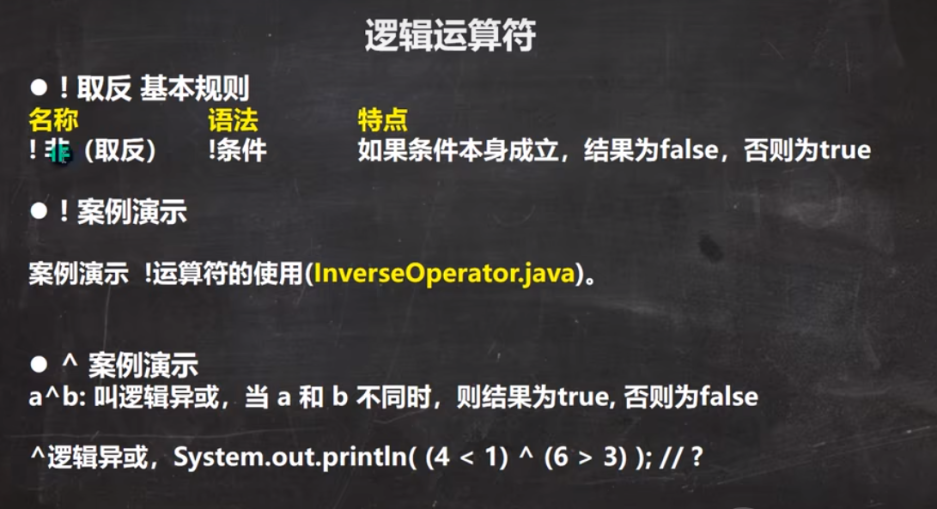 逻辑运算符
● ! 取反 基本规则
名称 语法 特点
! 非（取反） !条件 如果条件本身成立，结果为false，否则为true
● ! 案例演示
案例演示 !运算符的使用(InverseOperator.java)。
● ^ 案例演示
a^b: 叫逻辑异或，当 a 和 b 不同时，则结果为true, 否则为false
^逻辑异或，System.out.println( (4 < 1) ^ (6 > 3) ); // ?